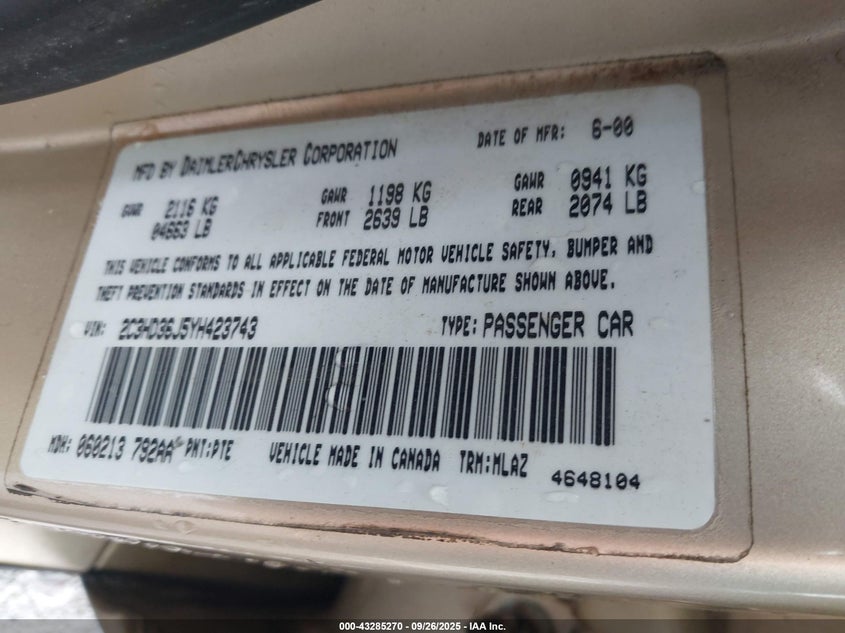 MFD BY DAIMLERCHRYSLER CORPORATION DATE OF MFR: 6-00
GVWR 2116 KG GAWR 1198 KG GAWR 0941 KG
04663 LB FRONT 2639 LB REAR 2074 LB
THIS VEHICLE CONFORMS TO ALL APPLICABLE FEDERAL MOTOR VEHICLE SAFETY, BUMPER AND
THEFT PREVENTION STANDARDS IN EFFECT ON THE DATE OF MANUFACTURE SHOWN ABOVE.
VIN: 2C3HD36J5YH423743 TYPE: PASSENGER CAR
MDH: 060213 792AA PNT:PTE VEHICLE MADE IN CANADA TRM:MLAZ 4648104
000-43285270 - 09/26/2025 - IAA Inc.